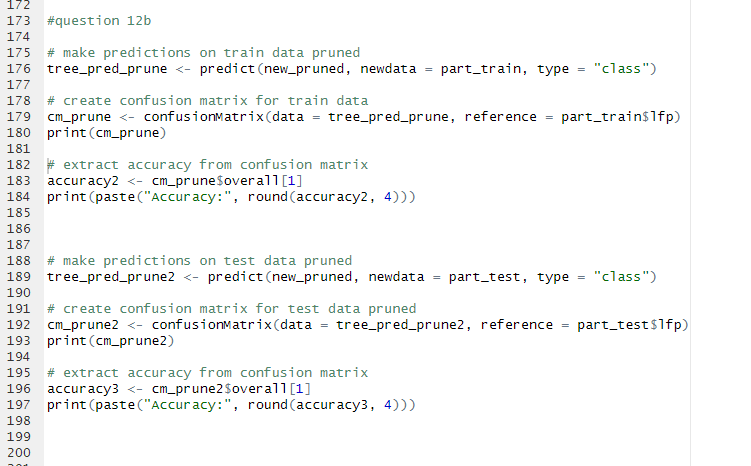 172
173 #question 12b
174
175 # make predictions on train data pruned
176 tree_pred_prune <- predict(new_pruned, newdata = part_train, type = "class")
177
178 # create confusion matrix for train data
179 cm_prune <- confusionMatrix(data = tree_pred_prune, reference = part_train$lfp)
180 print(cm_prune)
181
182 # extract accuracy from confusion matrix
183 accuracy2 <- cm_prune$overall[1]
184 print(paste("Accuracy:", round(accuracy2, 4)))
185
186
187
188 # make predictions on test data pruned
189 tree_pred_prune2 <- predict(new_pruned, newdata = part_test, type = "class")
190
191 # create confusion matrix for test data pruned
192 cm_prune2 <- confusionMatrix(data = tree_pred_prune2, reference = part_test$lfp)
193 print(cm_prune2)
194
195 # extract accuracy from confusion matrix
196 accuracy3 <- cm_prune2$overall[1]
197 print(paste("Accuracy:", round(accuracy3, 4)))
198
199
200